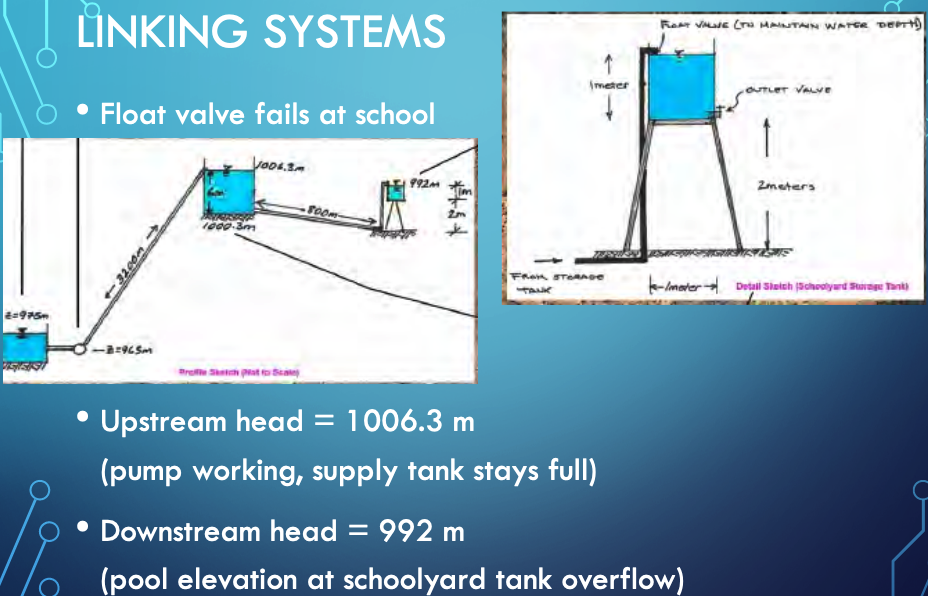 LINKING SYSTEMS
• Float valve fails at school
FLOAT VALVE (TO MAINTAIN WATER DEPTH)
1meter
OUTLET VALVE
2meters
FROM STORAGE
TANK
1meter
Detail Sketch (Schoolyard Storage Tank)
1006.3m
6m
1000.3m
800m
992m
1m
2m
3200m
Z=975m
Z=965m
Profile Sketch (Not to Scale)
• Upstream head = 1006.3 m
(pump working, supply tank stays full)
• Downstream head = 992 m
(pool elevation at schoolyard tank overflow)